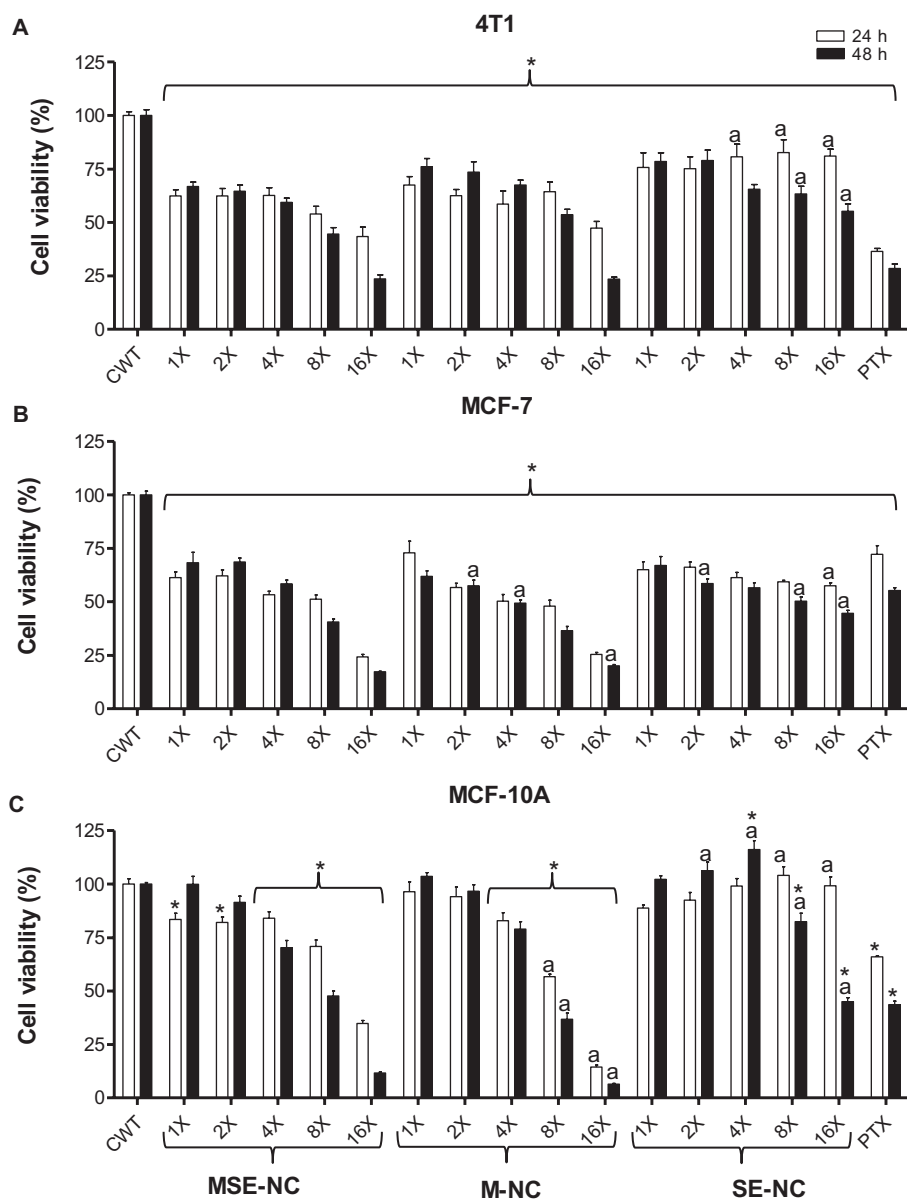 A
4T1
24 h
48 h
*
a a a
a a
Cell viability (%)
125
100
75
50
25
0
CWT 1X 2X 4X 8X 16X 1X 2X 4X 8X 16X 1X 2X 4X 8X 16X PTX
B
MCF-7
*
a a a a a a a
Cell viability (%)
125
100
75
50
25
0
CWT 1X 2X 4X 8X 16X 1X 2X 4X 8X 16X 1X 2X 4X 8X 16X PTX
C
MCF-10A
* * * * a a a a a * a a * a a * a * *
Cell viability (%)
125
100
75
50
25
0
CWT 1X 2X 4X 8X 16X 1X 2X 4X 8X 16X 1X 2X 4X 8X 16X PTX
MSE-NC M-NC SE-NC